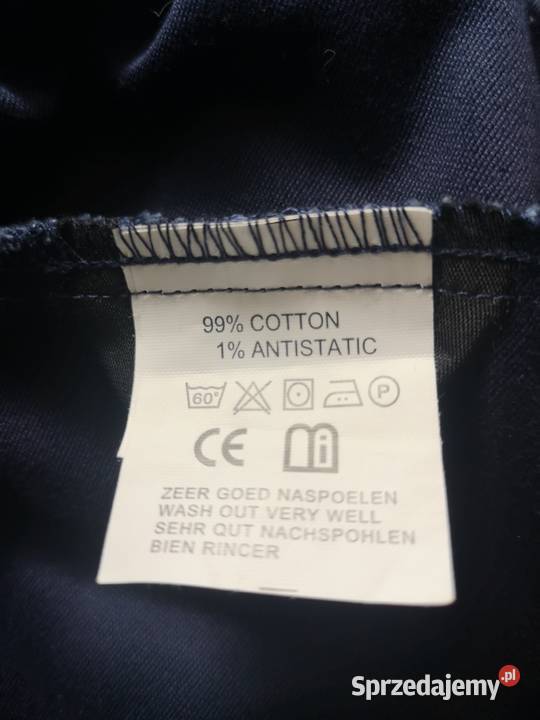 99% COTTON
1% ANTISTATIC
60° P
CE i
ZEER GOED NASPOELEN
WASH OUT VERY WELL
SEHR QUT NACHSPOHLEN
BIEN RINCER
Sprzedajemy.pl